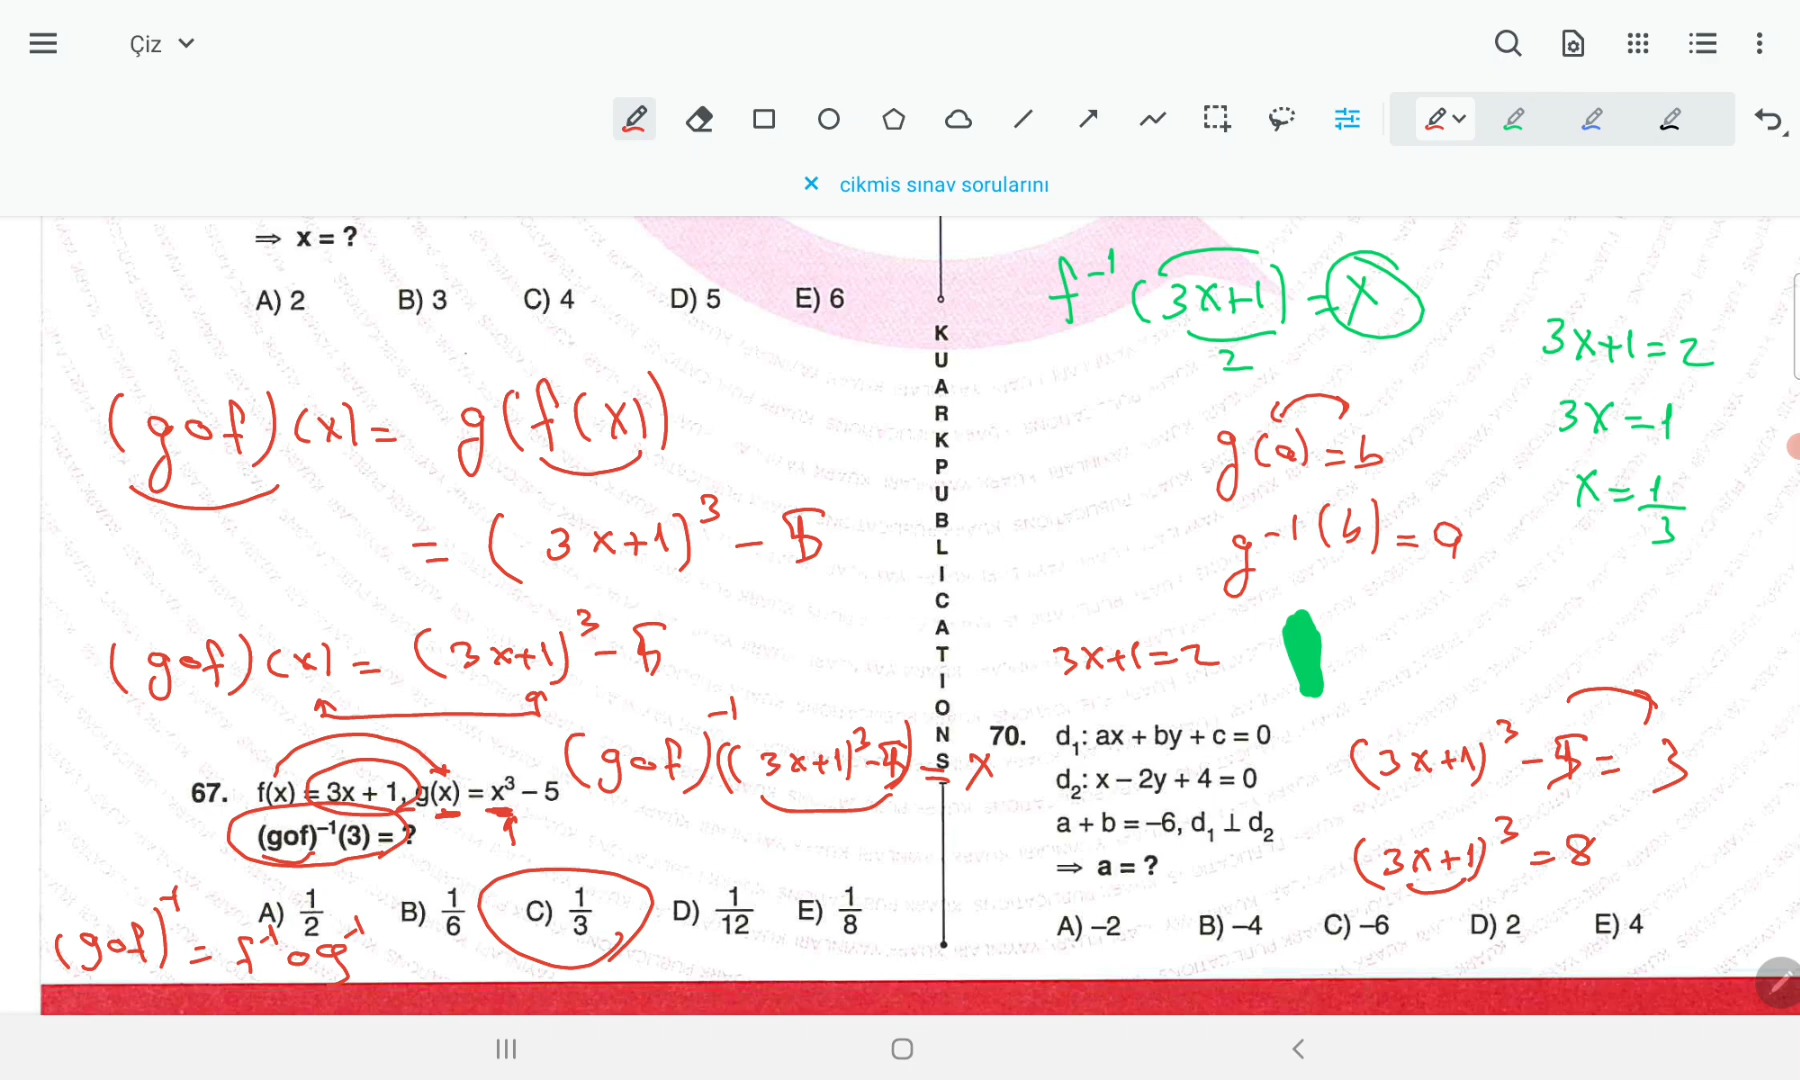 Çiz
cikmis sınav sorularını
⇒ x = ?
A) 2 B) 3 C) 4 D) 5 E) 6
(gof)(x) = g(f(x))
= (3x+1)³ - 5
(gof)(x) = (3x+1)³ - 5
(gof)⁻¹((3x+1)³ - 5) = x
67. f(x) = 3x + 1, g(x) = x³ – 5
(gof)⁻¹(3) = ?
A) 1/2 B) 1/6 C) 1/3 D) 1/12 E) 1/8
(gof)⁻¹ = f⁻¹og⁻¹
KUARKPUBLICATIONS
f⁻¹(3x+1) = x
2
3x+1=2
3x=1
x=1/3
g(a)=b
g⁻¹(b)=a
3x+1=2
70. d₁: ax + by + c = 0
d₂: x – 2y + 4 = 0
a + b = –6, d₁ ⊥ d₂
⇒ a = ?
(3x+1)³ - 5 = 3
(3x+1)³ = 8
A) –2 B) –4 C) –6 D) 2 E) 4